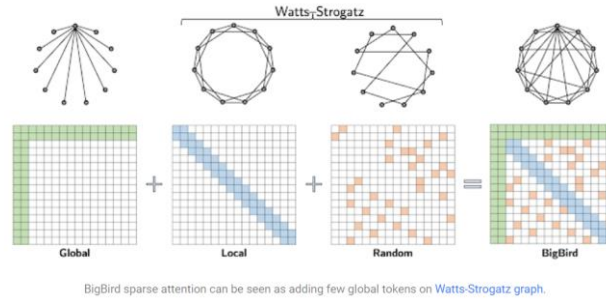 Watts-Strogatz
Global
Local
Random
BigBird
BigBird sparse attention can be seen as adding few global tokens on Watts-Strogatz graph.